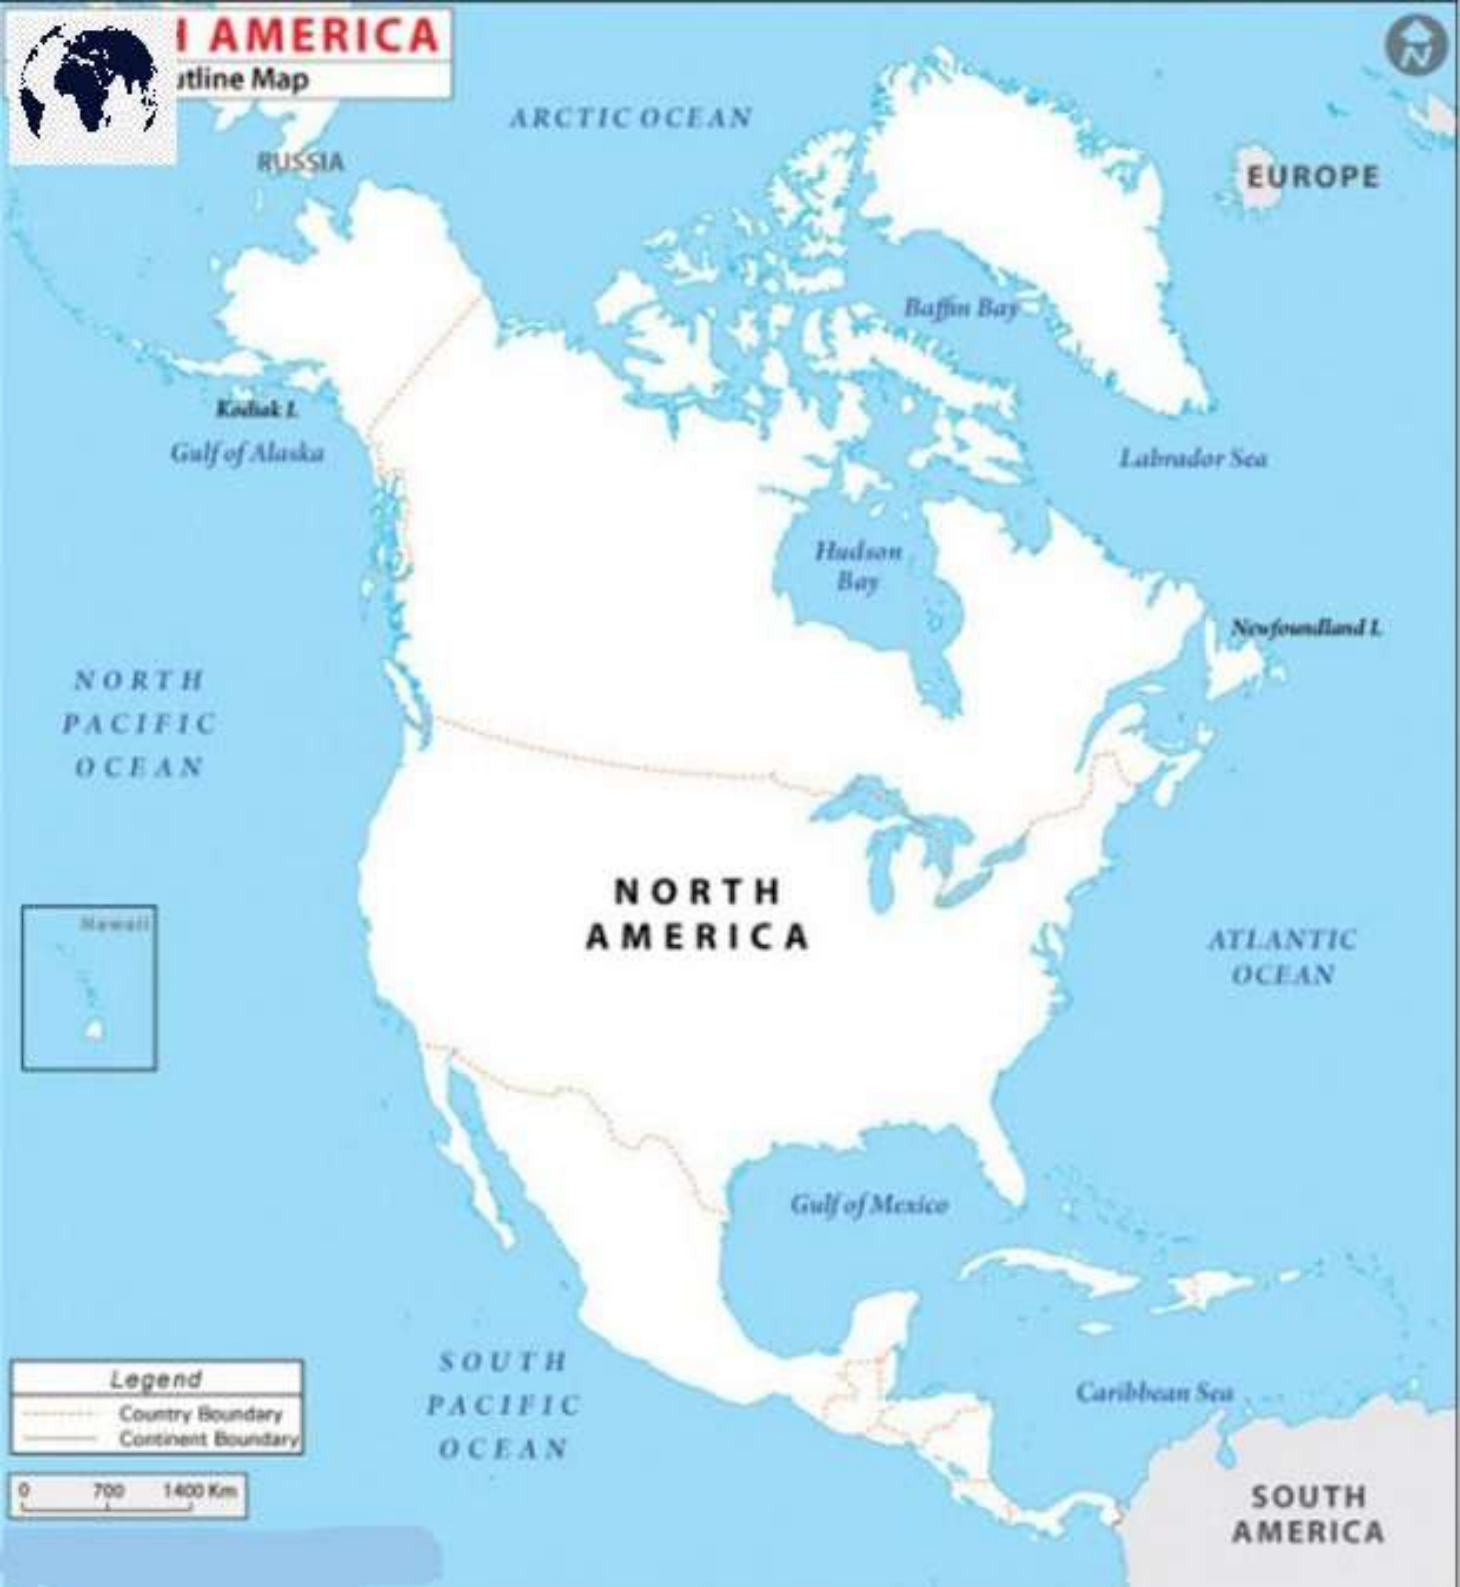 AMERICA
utline Map
ARCTIC OCEAN
RUSSIA
EUROPE
N
Baffin Bay
Kodiak I.
Gulf of Alaska
Labrador Sea
Hudson
Bay
Newfoundland I.
NORTH
PACIFIC
OCEAN
NORTH
AMERICA
Hawaii
ATLANTIC
OCEAN
Gulf of Mexico
SOUTH
PACIFIC
OCEAN
Caribbean Sea
Legend
Country Boundary
Continent Boundary
0 700 1400 Km
SOUTH
AMERICA